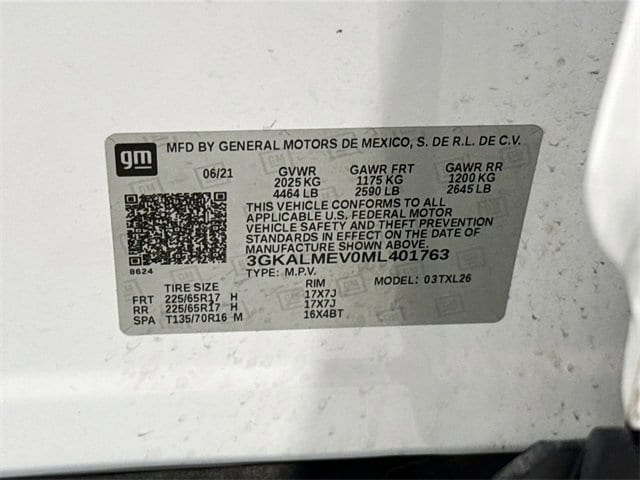 gm
MFD BY GENERAL MOTORS DE MEXICO, S. DE R.L. DE C.V.
06/21 GVWR GAWR FRT GAWR RR
2025 KG 1175 KG 1200 KG
4464 LB 2590 LB 2645 LB
THIS VEHICLE CONFORMS TO ALL
APPLICABLE U.S. FEDERAL MOTOR
VEHICLE SAFETY AND THEFT PREVENTION
STANDARDS IN EFFECT ON THE DATE OF
MANUFACTURE SHOWN ABOVE.
3GKALMEV0ML401763
8624
TYPE: M.P.V. MODEL: 03TXL26
TIRE SIZE RIM
FRT 225/65R17 H 17X7J
RR 225/65R17 H 17X7J
SPA T135/70R16 M 16X4BT